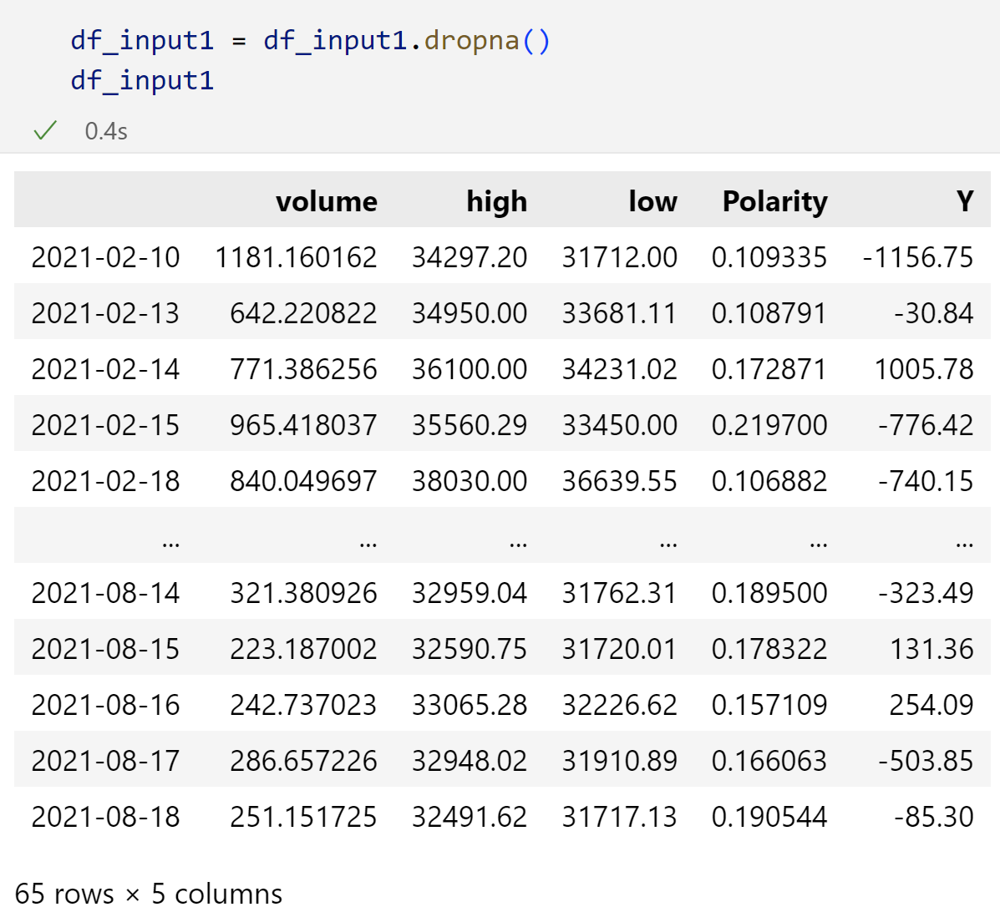 df_input1 = df_input1.dropna()
df_input1
0.4s
volume high low Polarity Y
2021-02-10 1181.160162 34297.20 31712.00 0.109335 -1156.75
2021-02-13 642.220822 34950.00 33681.11 0.108791 -30.84
2021-02-14 771.386256 36100.00 34231.02 0.172871 1005.78
2021-02-15 965.418037 35560.29 33450.00 0.219700 -776.42
2021-02-18 840.049697 38030.00 36639.55 0.106882 -740.15
... ... ... ... ... ...
2021-08-14 321.380926 32959.04 31762.31 0.189500 -323.49
2021-08-15 223.187002 32590.75 31720.01 0.178322 131.36
2021-08-16 242.737023 33065.28 32226.62 0.157109 254.09
2021-08-17 286.657226 32948.02 31910.89 0.166063 -503.85
2021-08-18 251.151725 32491.62 31717.13 0.190544 -85.30
65 rows × 5 columns